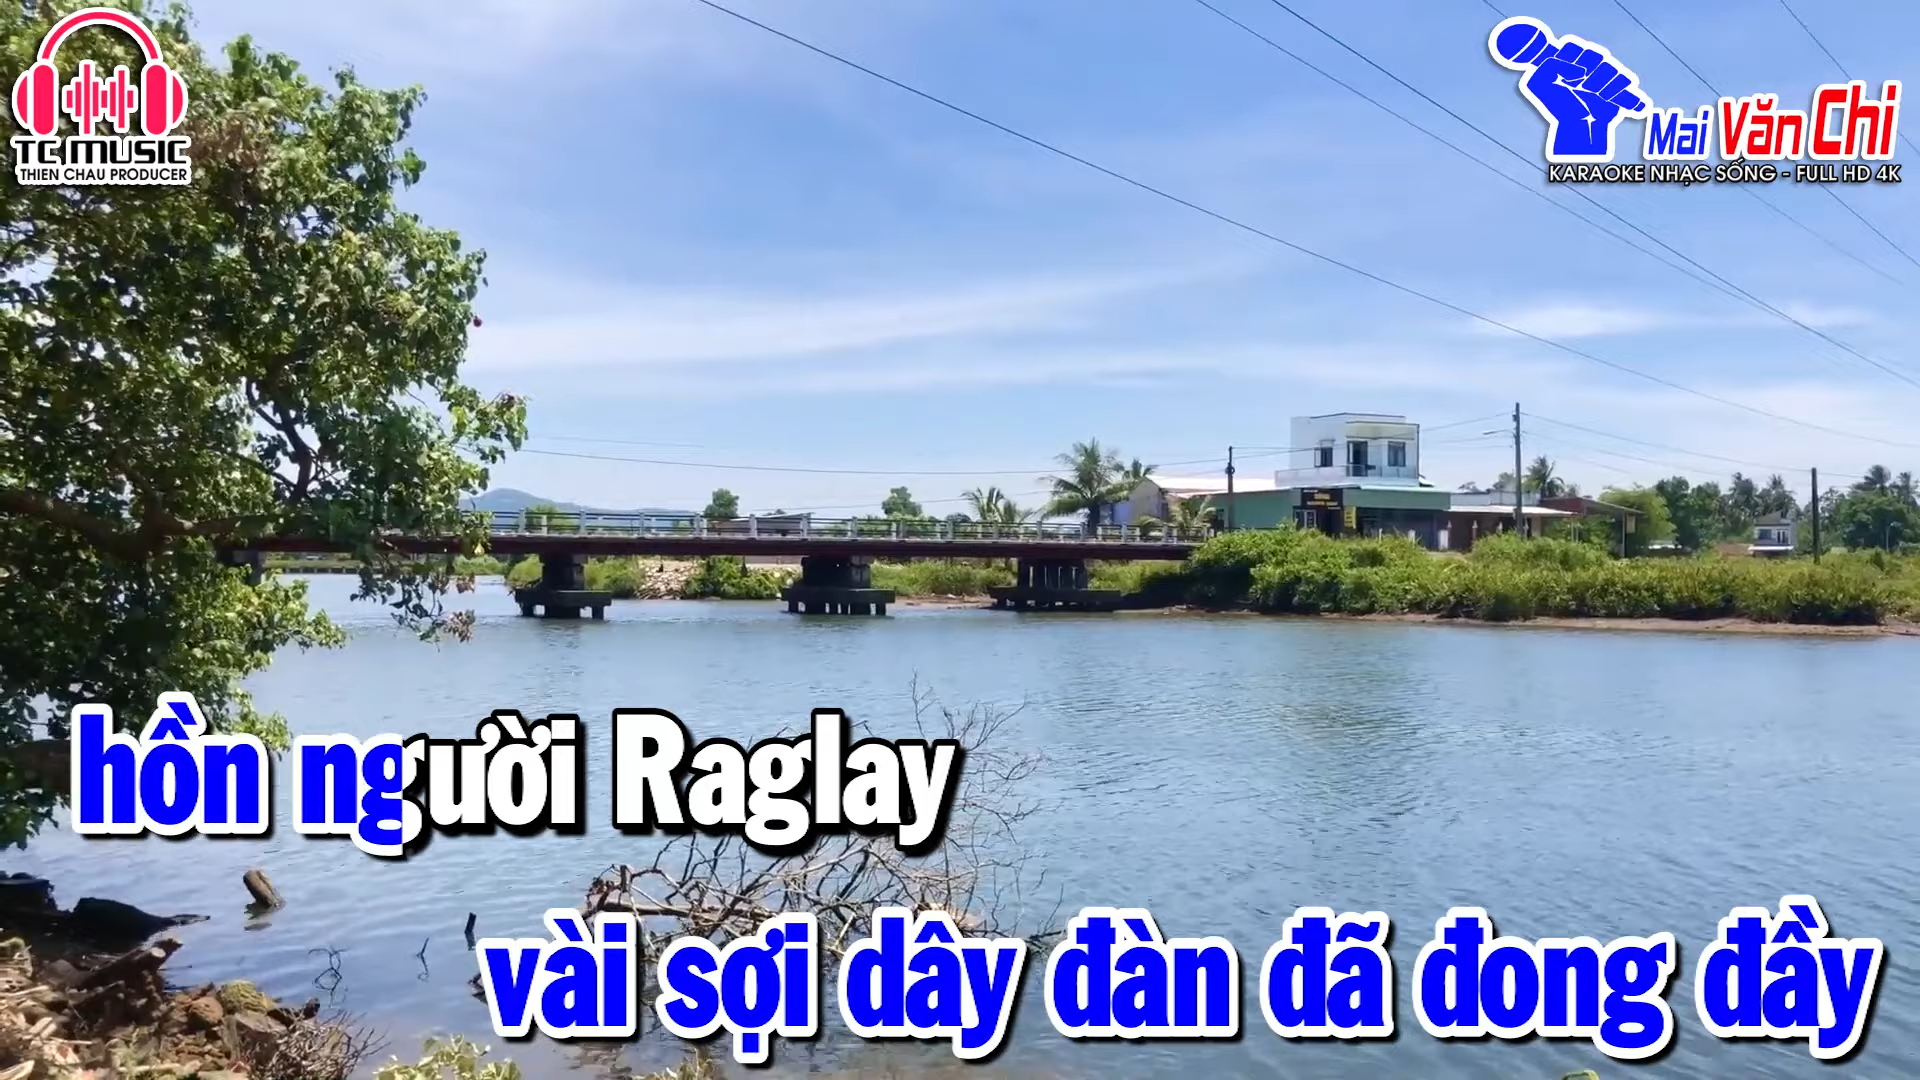 TC MUSIC
THIEN CHAU PRODUCER
Mai Văn Chi
KARAOKE NHẠC SỐNG - FULL HD 4K
hồn người Raglay
vài sợi dây đàn đã đong đầy